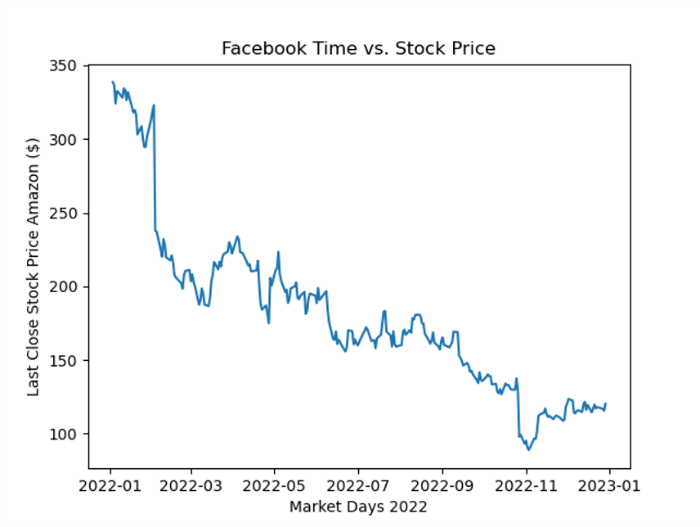 Facebook Time vs. Stock Price
350
300
250
200
150
100
Last Close Stock Price Amazon ($)
2022-01 2022-03 2022-05 2022-07 2022-09 2022-11 2023-01
Market Days 2022